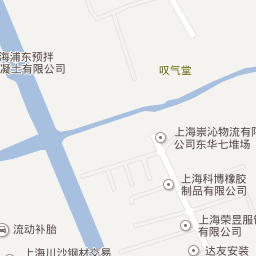 海浦东预拌
凝土有限公司
叹气堂
上海崇沁物流有限
公司东华七堆场
上海科博橡胶
制品有限公司
上海荣昱服
流动补胎
达友安装
上海川沙钢材交易